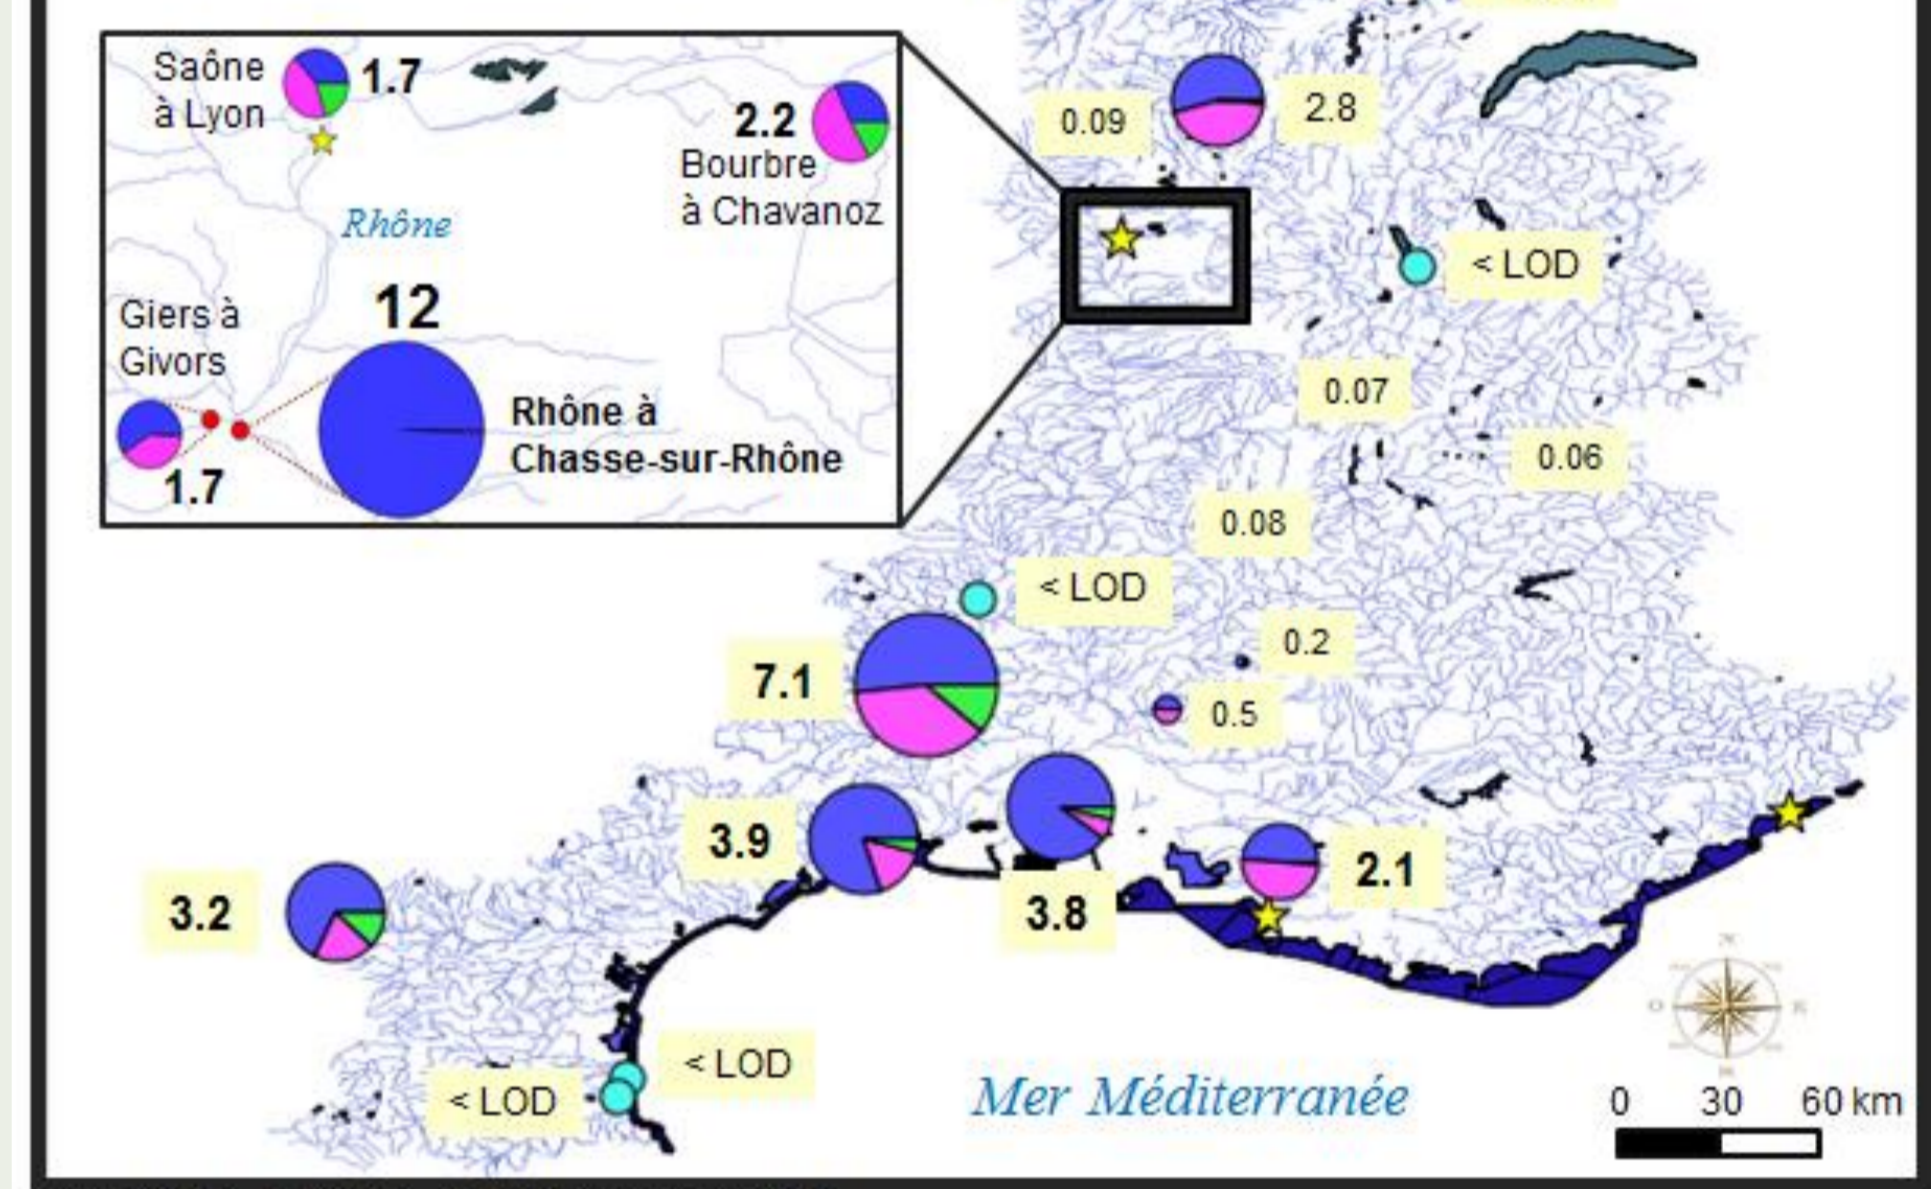 Saône
à Lyon
1.7
2.2
Bourbre
à Chavanoz
Rhône
12
Giers à
Givors
1.7
Rhône à
Chasse-sur-Rhône
0.09
2.8
< LOD
0.07
0.06
0.08
< LOD
0.2
7.1
0.5
3.9
3.8
2.1
3.2
< LOD
< LOD
Mer Méditerranée
0 30 60 km